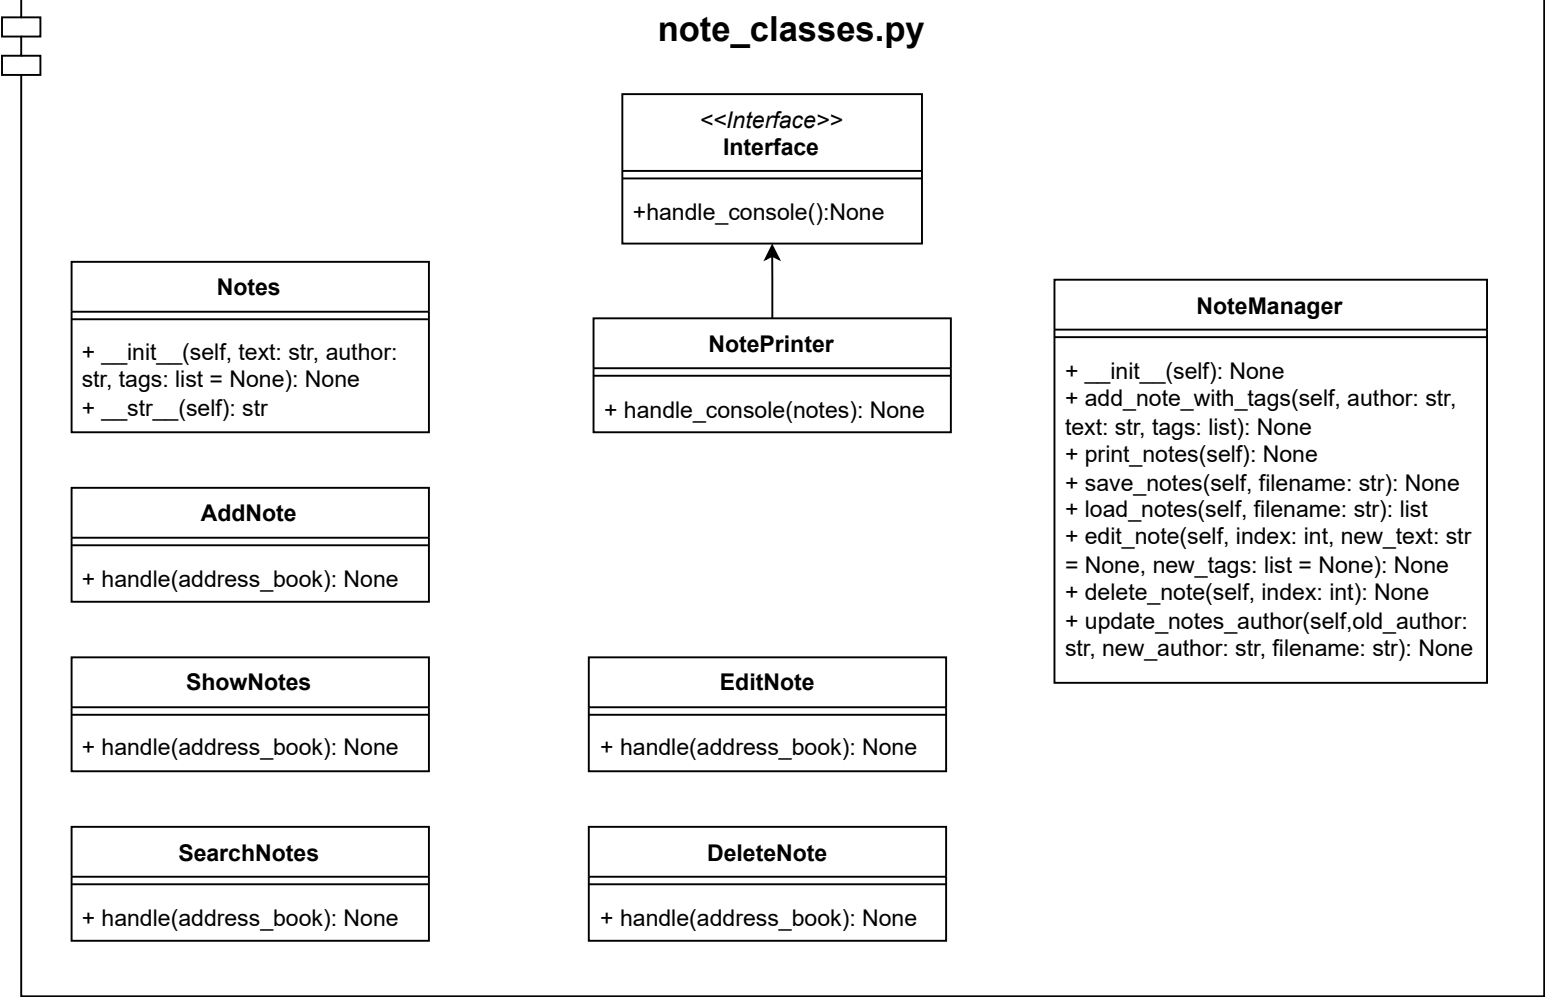 note_classes.py
<<Interface>>
Interface
+handle_console():None
Notes
+ __init__(self, text: str, author:
str, tags: list = None): None
+ __str__(self): str
NotePrinter
+ handle_console(notes): None
NoteManager
+ __init__(self): None
+ add_note_with_tags(self, author: str,
text: str, tags: list): None
+ print_notes(self): None
+ save_notes(self, filename: str): None
+ load_notes(self, filename: str): list
+ edit_note(self, index: int, new_text: str
= None, new_tags: list = None): None
+ delete_note(self, index: int): None
+ update_notes_author(self,old_author:
str, new_author: str, filename: str): None
AddNote
+ handle(address_book): None
ShowNotes
+ handle(address_book): None
EditNote
+ handle(address_book): None
SearchNotes
+ handle(address_book): None
DeleteNote
+ handle(address_book): None